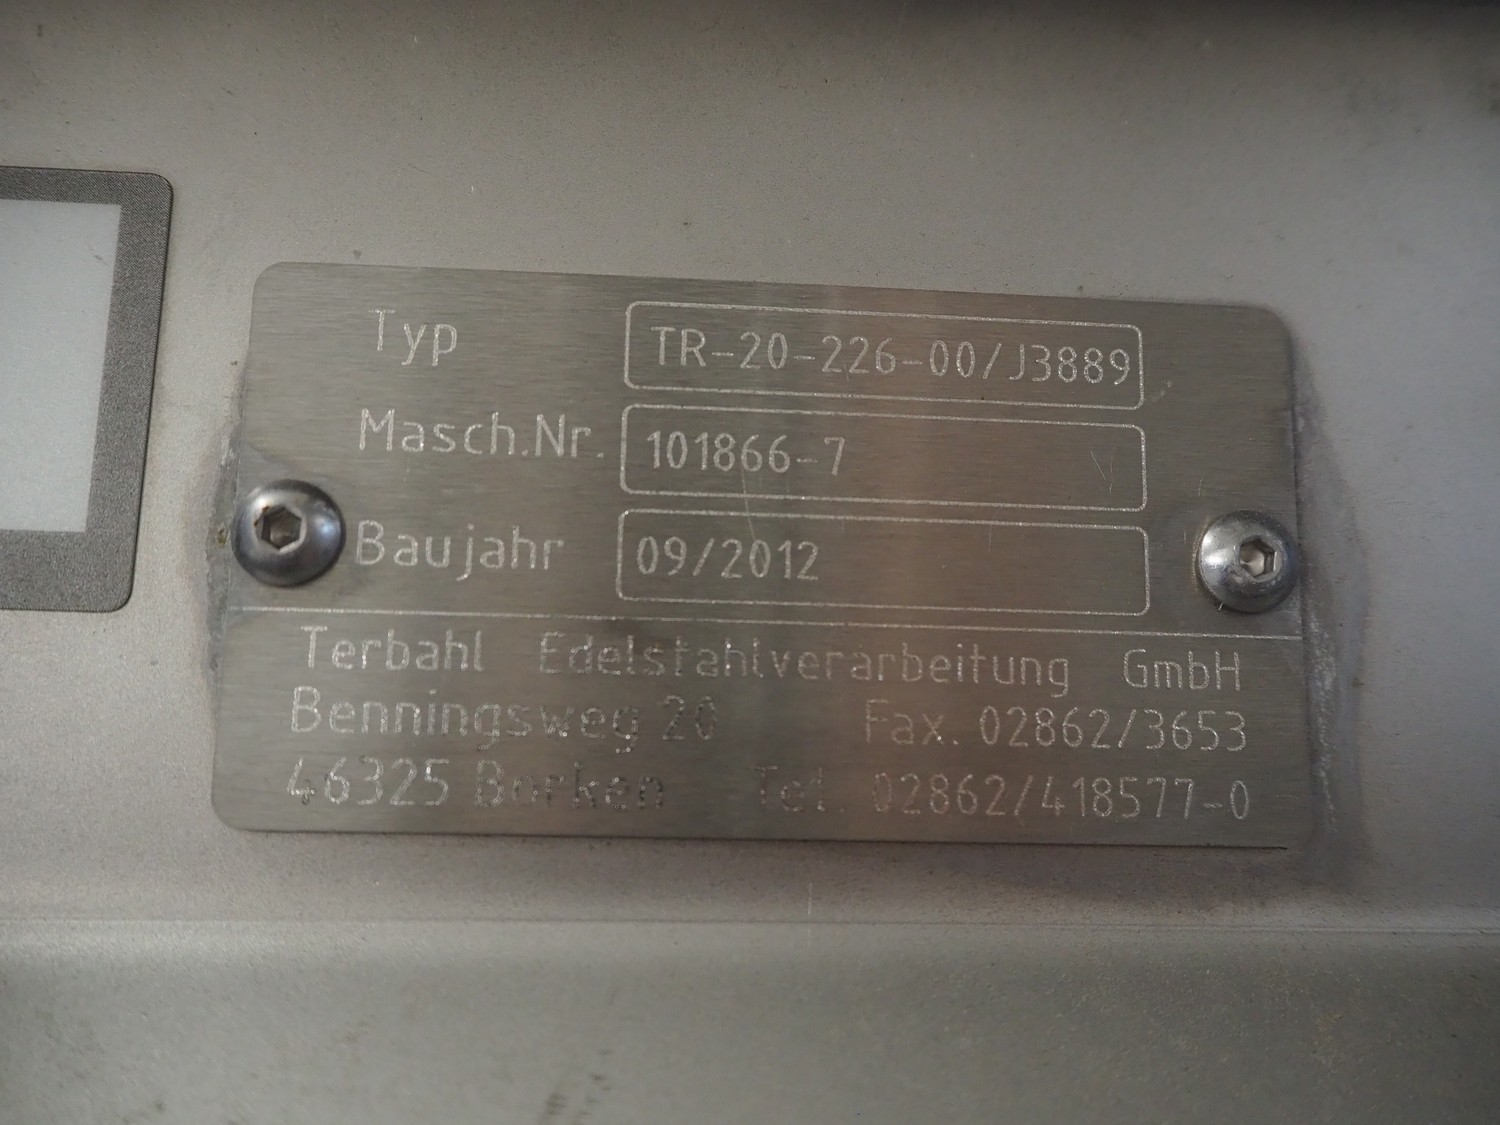 Typ TR-20-226-00/J3889
Masch.Nr. 101866-7
Baujahr 09/2012
Terbahl Edelstahlverarbeitung GmbH
Benningsweg 20 Fax. 02862/3653
46325 Borken Tel. 02862/418577-0